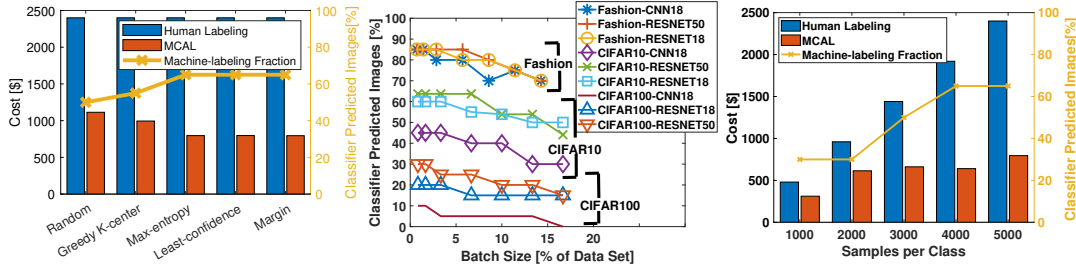 Human Labeling
MCAL
Machine-labeling Fraction
Cost [$]
2500
2000
1500
1000
500
0
100
80
60
40
20
0
Classifier Predicted Images[%]
Random
Greedy K-center
Max-entropy
Least-confidence
Margin
Classifier Predicted Images [%]
100
90
80
70
60
50
40
30
20
10
0
0
5
10
15
20
Batch Size [% of Data Set]
Fashion-CNN18
Fashion-RESNET50
Fashion-RESNET18
CIFAR10-CNN18
CIFAR10-RESNET50
CIFAR10-RESNET18
CIFAR100-CNN18
CIFAR100-RESNET18
CIFAR100-RESNET50
Fashion
CIFAR10
CIFAR100
Human Labeling
MCAL
Machine-labeling Fraction
Cost [$]
2500
2000
1500
1000
500
0
100
80
60
40
20
0
Classifier Predicted Images[%]
1000
2000
3000
4000
5000
Samples per Class